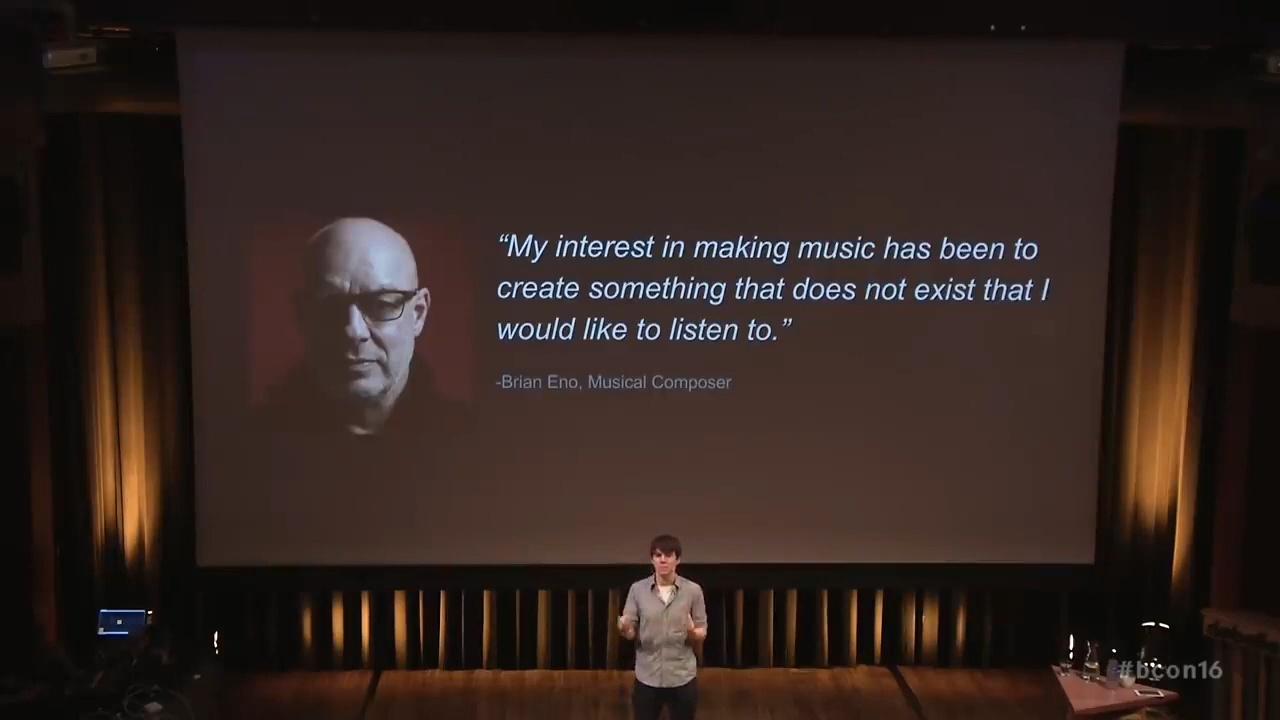 “My interest in making music has been to
create something that does not exist that I
would like to listen to.”
-Brian Eno, Musical Composer
#bcon16